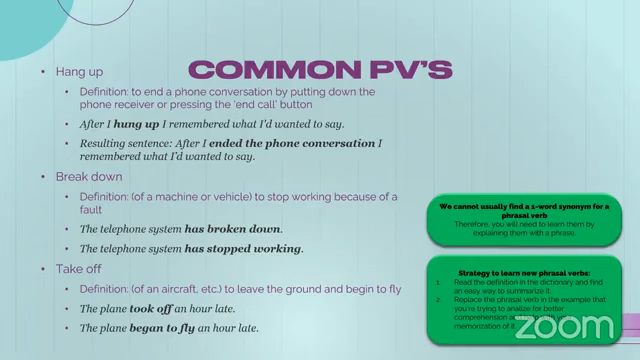 COMMON PV'S
• Hang up
• Definition: to end a phone conversation by putting down the
phone receiver or pressing the 'end call' button
• After I hung up I remembered what I'd wanted to say.
• Resulting sentence: After I ended the phone conversation I
remembered what I'd wanted to say.
• Break down
• Definition: (of a machine or vehicle) to stop working because of a
fault
• The telephone system has broken down.
• The telephone system has stopped working.
• Take off
• Definition: (of an aircraft, etc.) to leave the ground and begin to fly
• The plane took off an hour late.
• The plane began to fly an hour late.
We cannot usually find a 1-word synonym for a
phrasal verb
Therefore, you will need to learn them by
explaining them with a phrase.
Strategy to learn new phrasal verbs:
1. Read the definition in the dictionary and find
an easy way to summarize it.
2. Replace the phrasal verb in the example that
you're trying to analize for better
comprehension
memorization of it
zoom